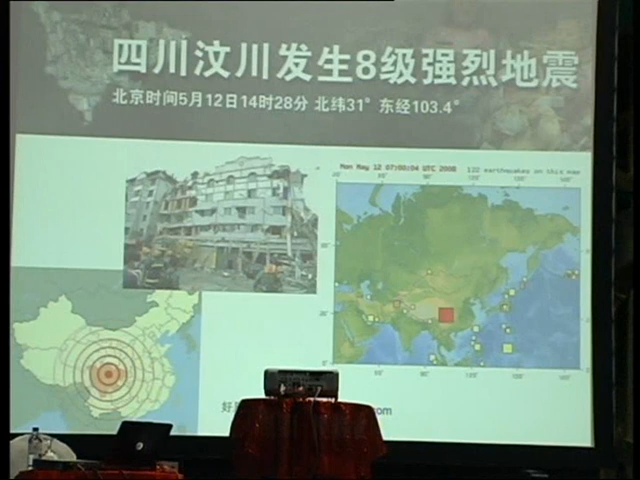 四川汶川发生8级强烈地震
北京时间5月12日14时28分 北纬31° 东经103.4°
Mon May 12 07:00:04 UTC 2008 122 earthquakes on this map